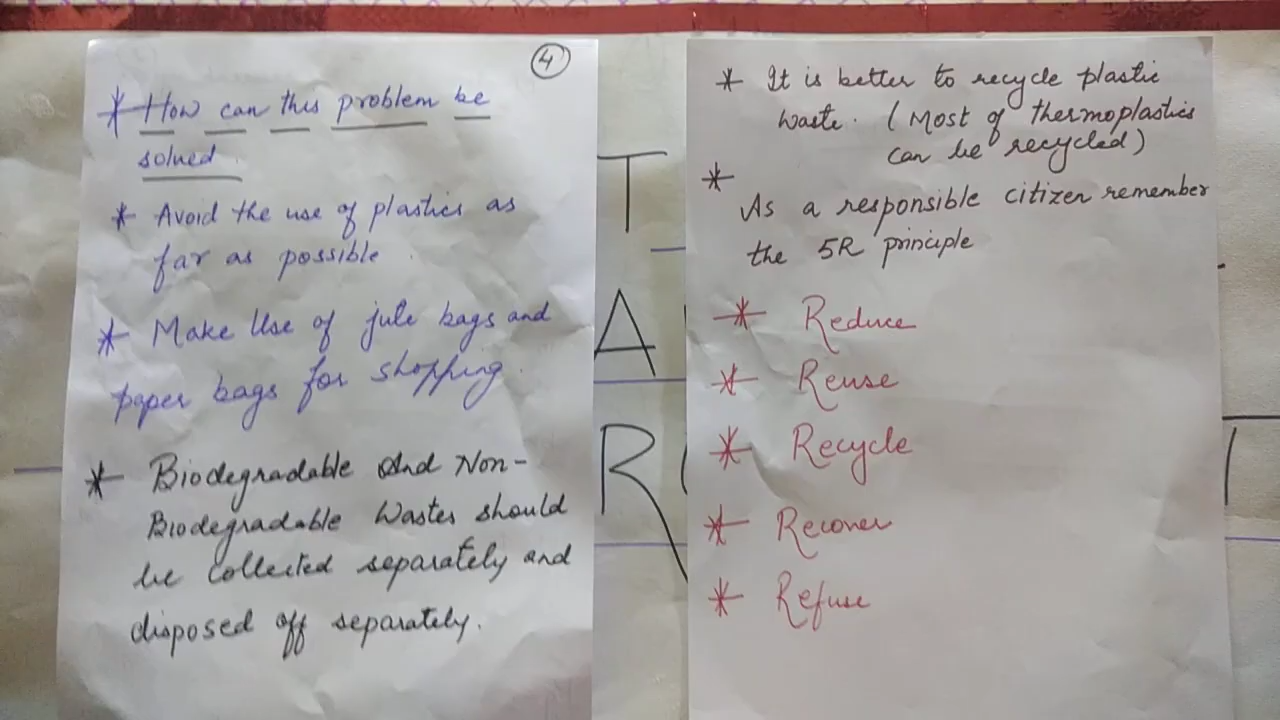 4
* How can this problem be
solved
* Avoid the use of plastics as
far as possible
* Make Use of jute bags and
paper bags for shopping.
* Biodegradable And Non-
Biodegradable Wastes should
be collected separately and
disposed off separately.
* It is better to recycle plastic
waste. (Most of thermoplastics
can be recycled)
*
As a responsible citizen remember
the 5R principle
* Reduce
* Reuse
* Recycle
* Recover
* Refuse
T
A
R